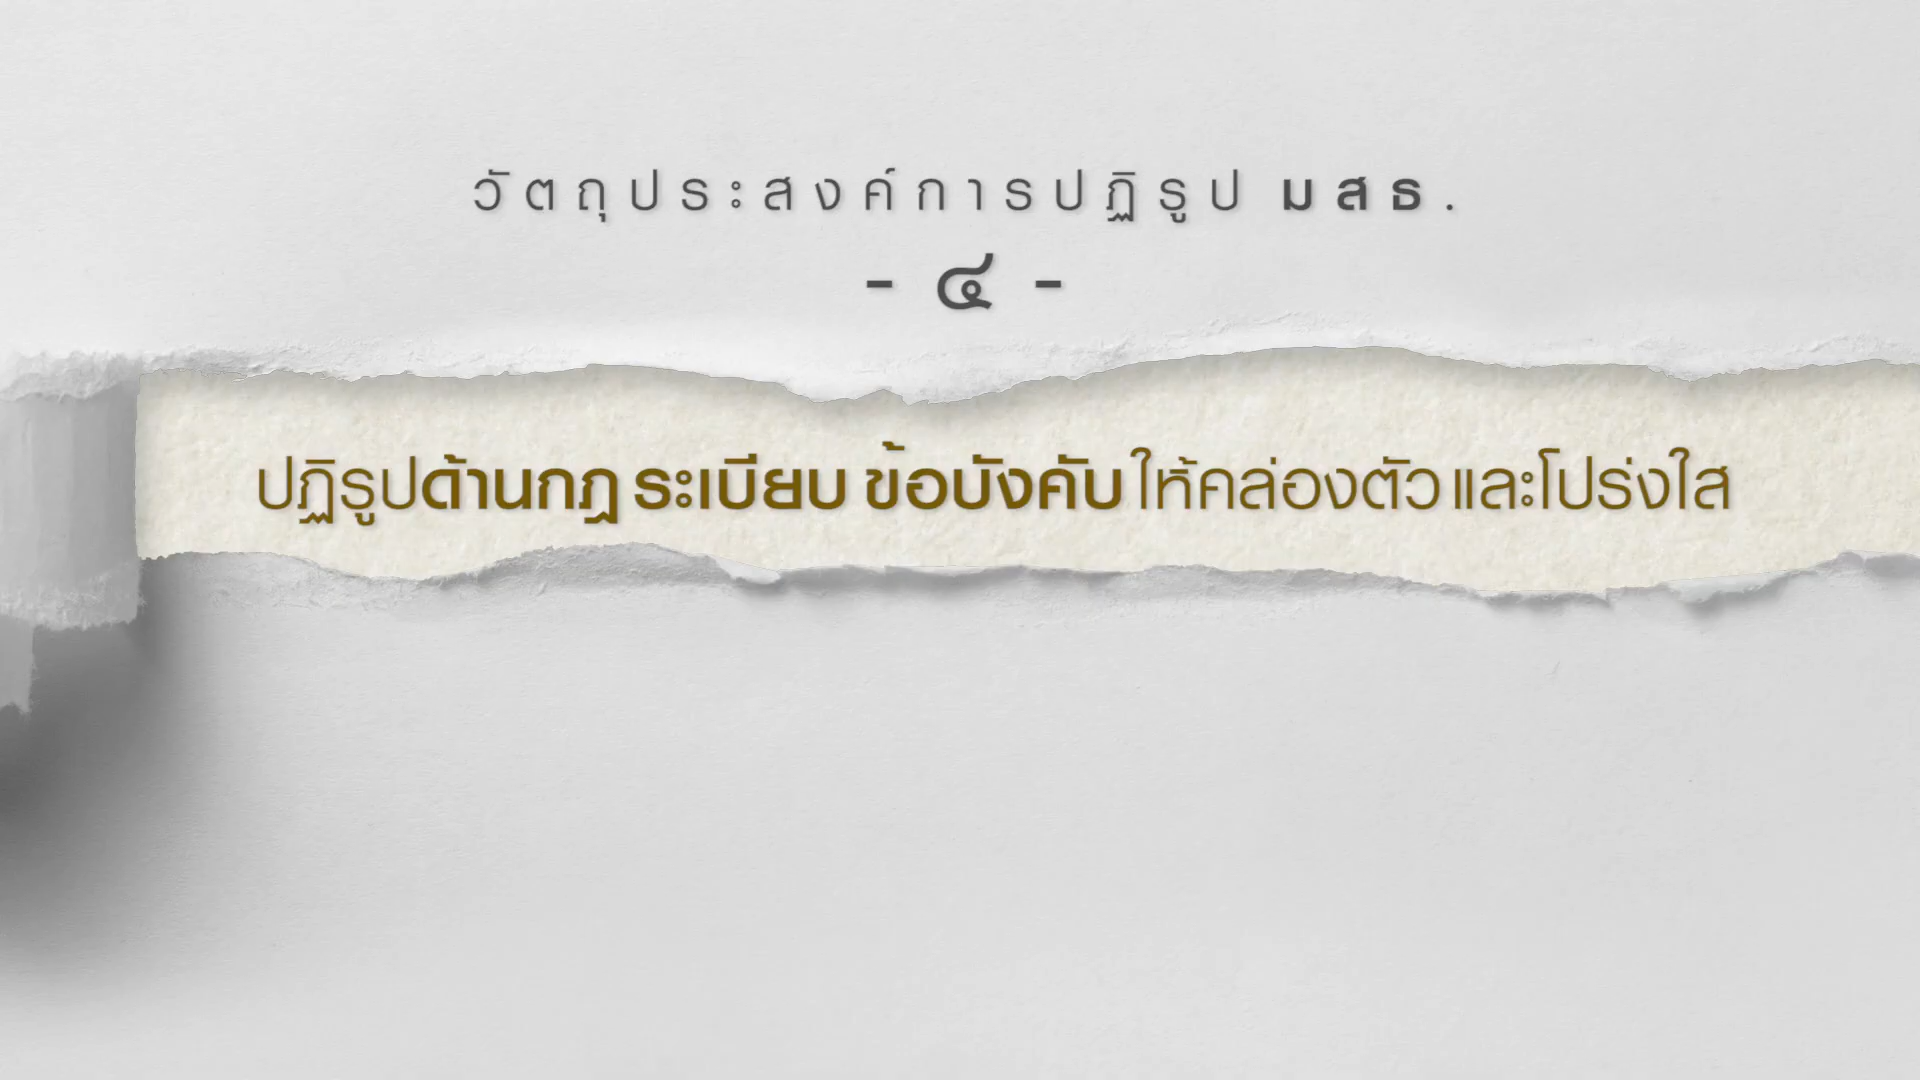 วัตถุประสงค์การปฏิรูป มสธ.
- ๔ -
ปฏิรูปด้านกฎ ระเบียบ ข้อบังคับ ให้คล่องตัว และโปร่งใส